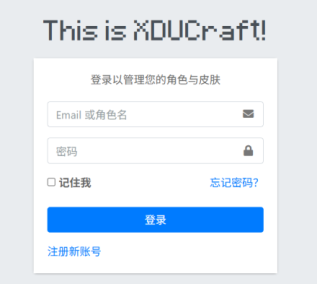 This is XDUCraft!
登录以管理您的角色与皮肤
Email 或角色名
密码
记住我 忘记密码?
登录
注册新账号